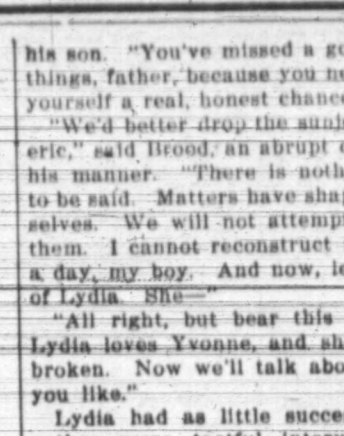 his son. "You've missed a go
things, father, because you ne
yourself a real, honest chance
"We'd better drop the
eric," said Brood, an abrupt
his manner. "There is noth
to be said. Matters have shap
selves. We will not attempt
them. I cannot reconstruct
a day, my boy. And now, le
of Lydia. She—"
"All right, but bear this
Lydia loves Yvonne, and sh
broken. Now we'll talk abo
you like."
Lydia had as little succe